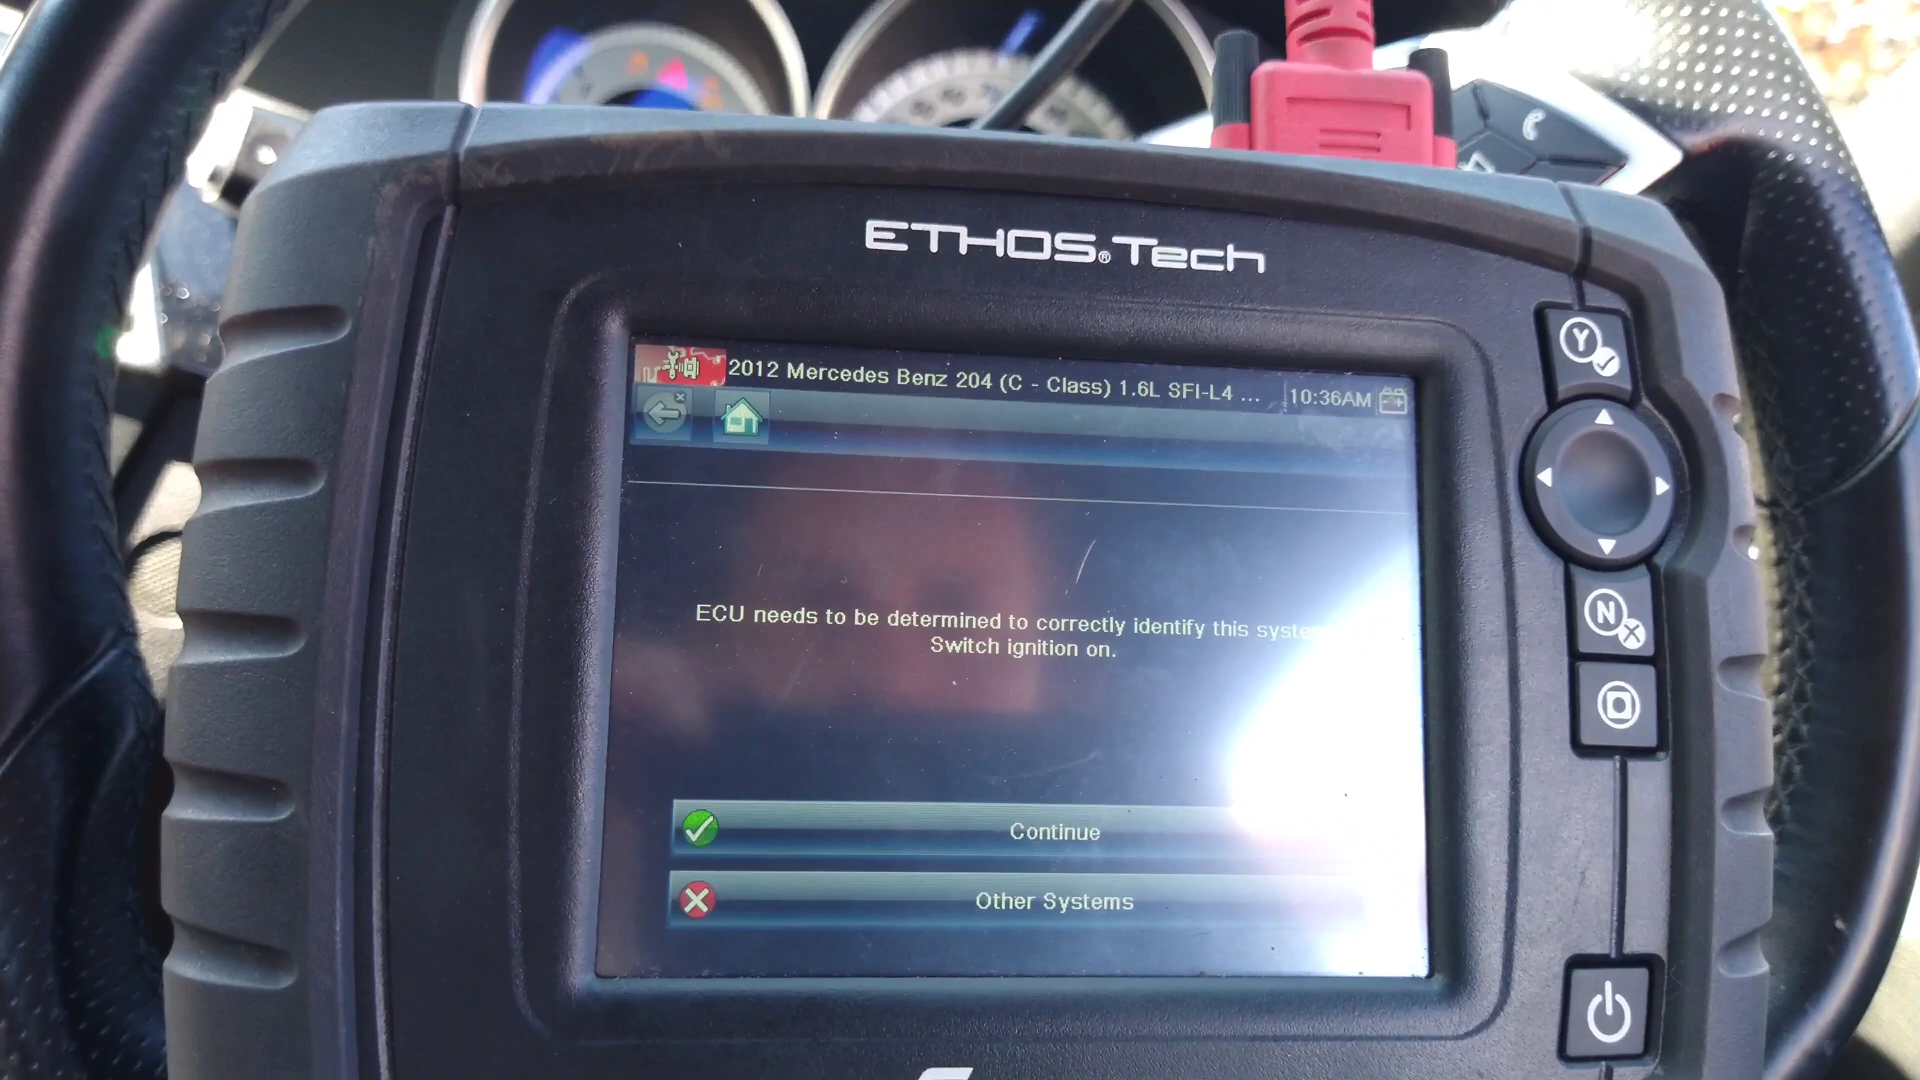 ETHOS® Tech
2012 Mercedes Benz 204 (C - Class) 1.6L SFI-L4 ... 10:36AM
Y
ECU needs to be determined to correctly identify this
Switch ignition on.
N
Continue
Other Systems